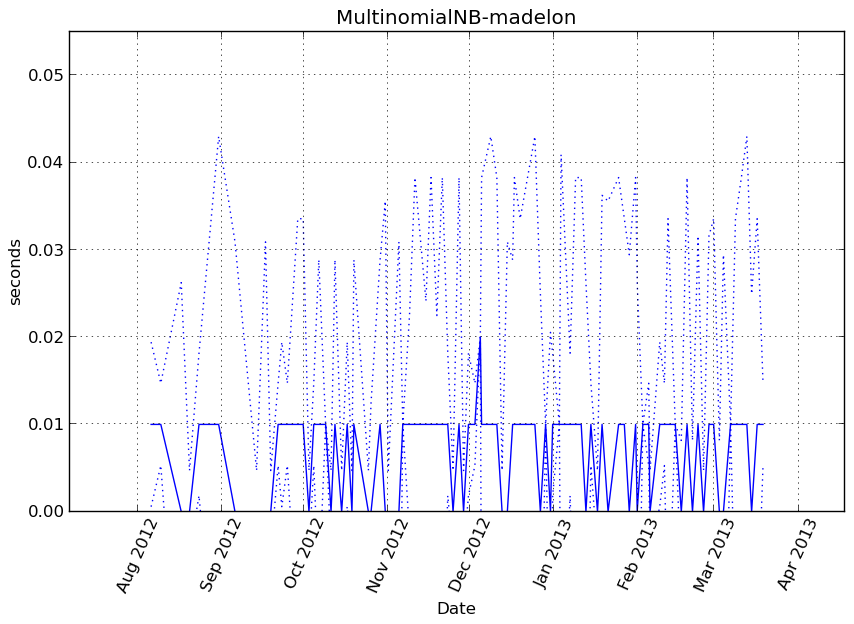 MultinomialNB-madelon
0.05
0.04
0.03
0.02
0.01
0.00
seconds
Aug 2012
Sep 2012
Oct 2012
Nov 2012
Dec 2012
Jan 2013
Feb 2013
Mar 2013
Apr 2013
Date